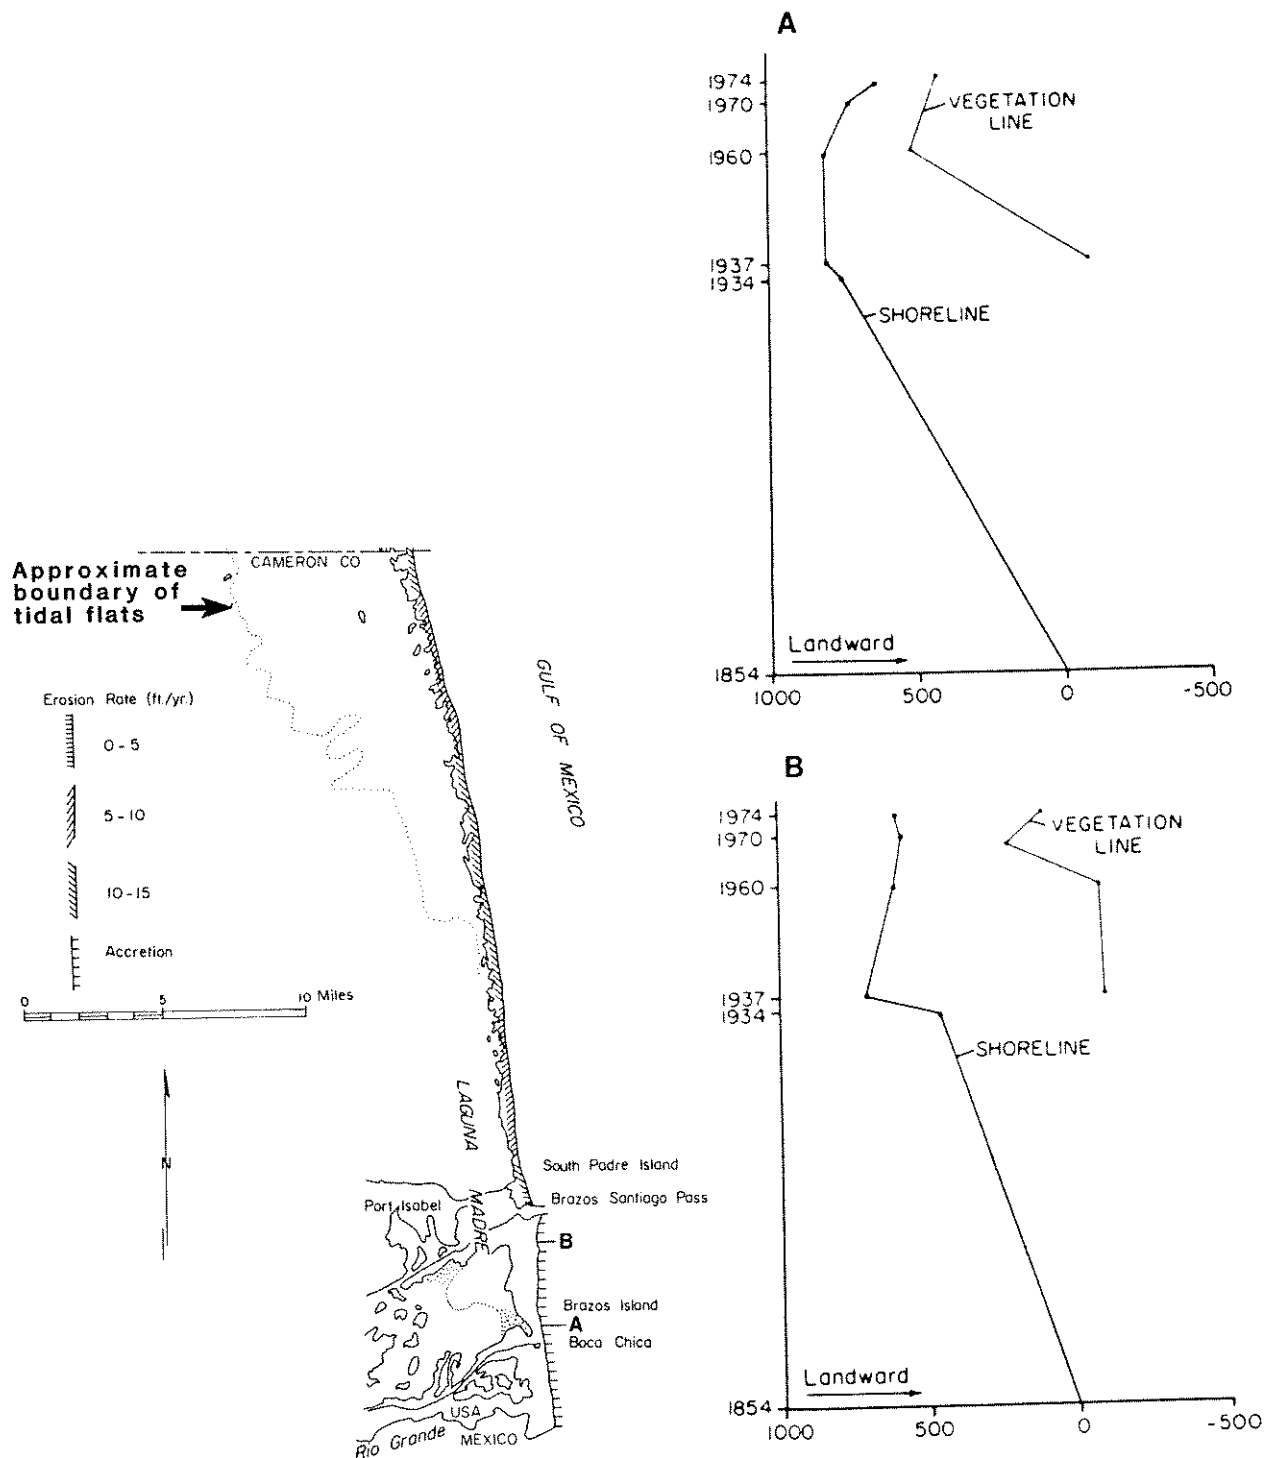 A
1974
1970
1960
1937
1934
1854
VEGETATION
LINE
SHORELINE
Landward
1000 500 0 -500
CAMERON CO
Approximate
boundary of
tidal flats
Erosion Rate (ft./yr.)
0-5
5-10
10-15
Accretion
0 5 10 Miles
N
GULF OF MEXICO
LAGUNA MADRE
South Padre Island
Brazos Santiago Pass
Port Isabel
B
Brazos Island
A
Boca Chica
USA
MEXICO
Rio Grande
B
1974
1970
1960
1937
1934
1854
VEGETATION
LINE
SHORELINE
Landward
1000 500 0 -500